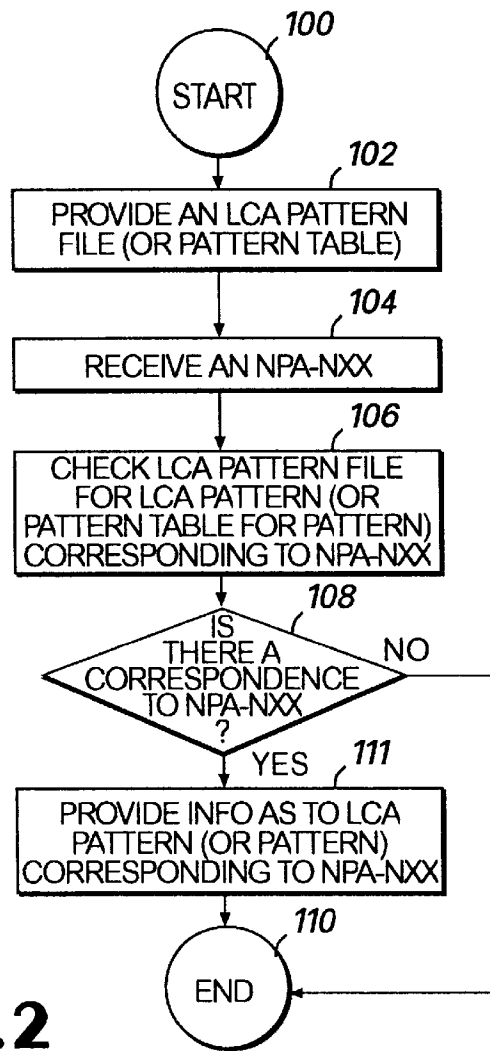 100
START
102
PROVIDE AN LCA PATTERN
FILE (OR PATTERN TABLE)
104
RECEIVE AN NPA-NXX
106
CHECK LCA PATTERN FILE
FOR LCA PATTERN (OR
PATTERN TABLE FOR PATTERN)
CORRESPONDING TO NPA-NXX
108
IS
THERE A
CORRESPONDENCE
TO NPA-NXX
?
NO
YES
111
PROVIDE INFO AS TO LCA
PATTERN (OR PATTERN)
CORRESPONDING TO NPA-NXX
110
END
.2